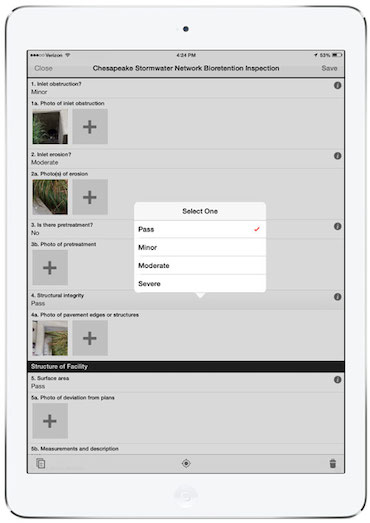 Verizon 4:24 PM 53%
Close Chesapeake Stormwater Network Bioretention Inspection Save
1. Inlet obstruction?
Minor
1a. Photo of inlet obstruction
2. Inlet erosion?
Moderate
2a. Photo(s) of erosion
3. Is there pretreatment?
No
3b. Photo of pretreatment
4. Structural integrity
Pass
4a. Photo of pavement edges or structures
Structure of Facility
5. Surface area
Pass
5a. Photo of deviation from plans
5b. Measurements and description
Select One
Pass
Minor
Moderate
Severe